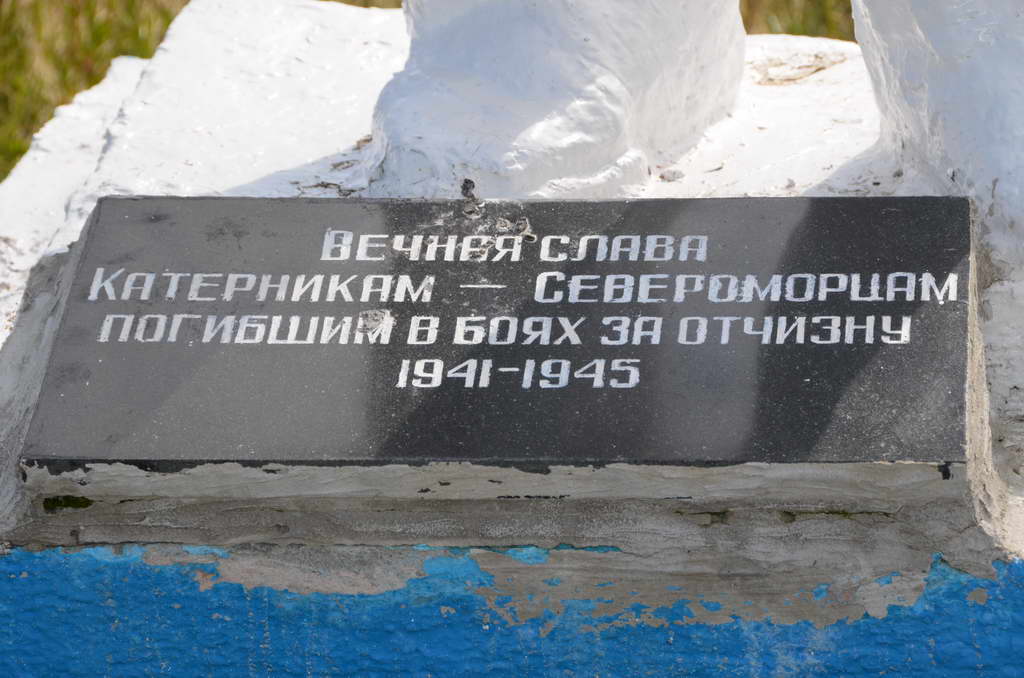 Вечная слава
Катерникам — Североморцам
погибшим в боях за отчизну
1941-1945